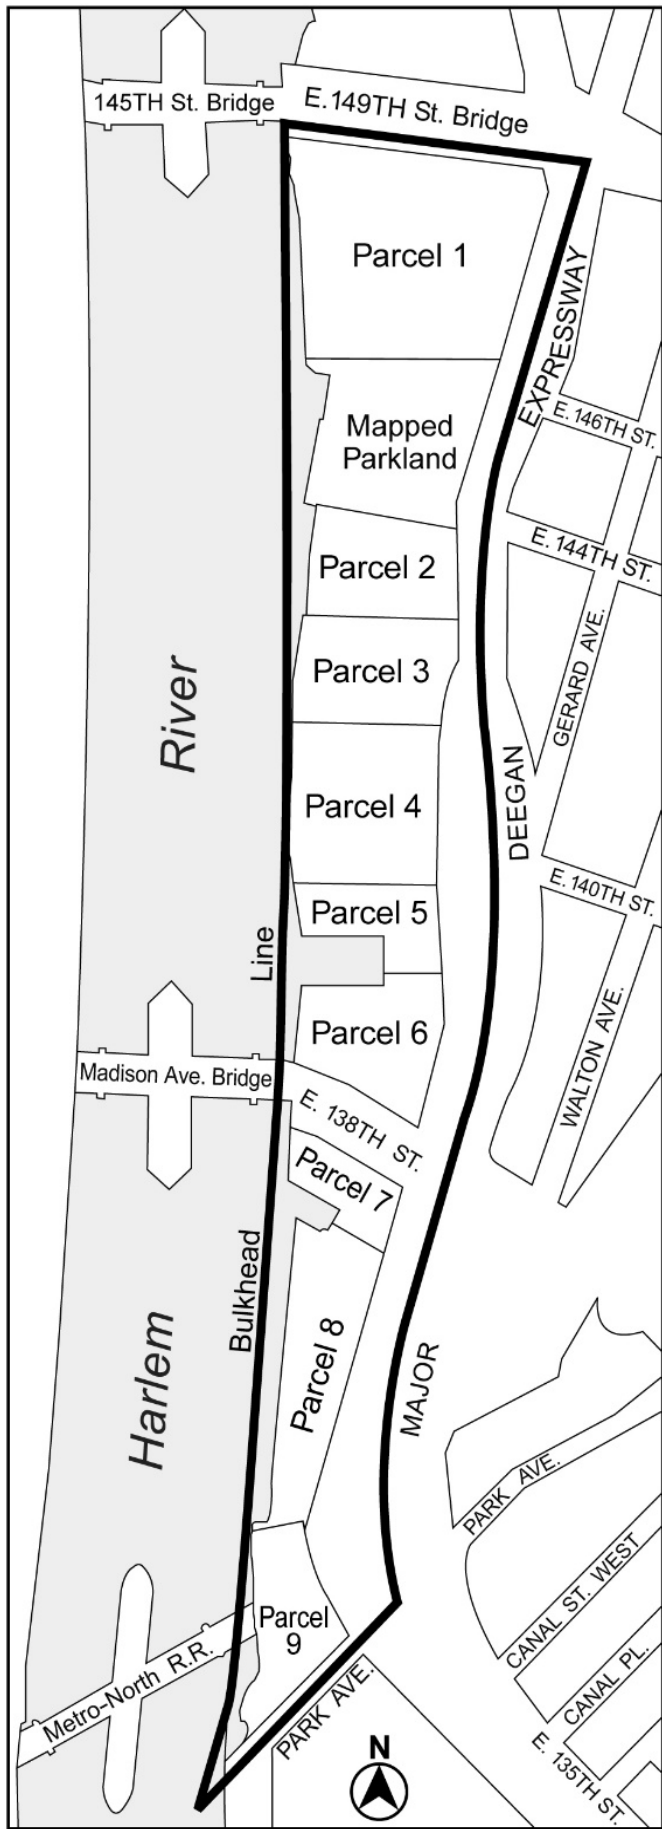 145TH St. Bridge
E. 149TH St. Bridge
Parcel 1
EXPRESSWAY
Mapped
Parkland
E. 146TH ST.
E. 144TH ST.
Parcel 2
GERARD AVE.
Parcel 3
River
DEEGAN
Parcel 4
E. 140TH ST.
Parcel 5
Line
Parcel 6
WALTON AVE.
Madison Ave. Bridge
E. 138TH ST.
Parcel 7
Bulkhead
Harlem
Parcel 8
MAJOR
PARK AVE.
CANAL ST. WEST
Parcel
9
CANAL PL.
Metro-North R.R.
PARK AVE.
E. 135TH ST.
N